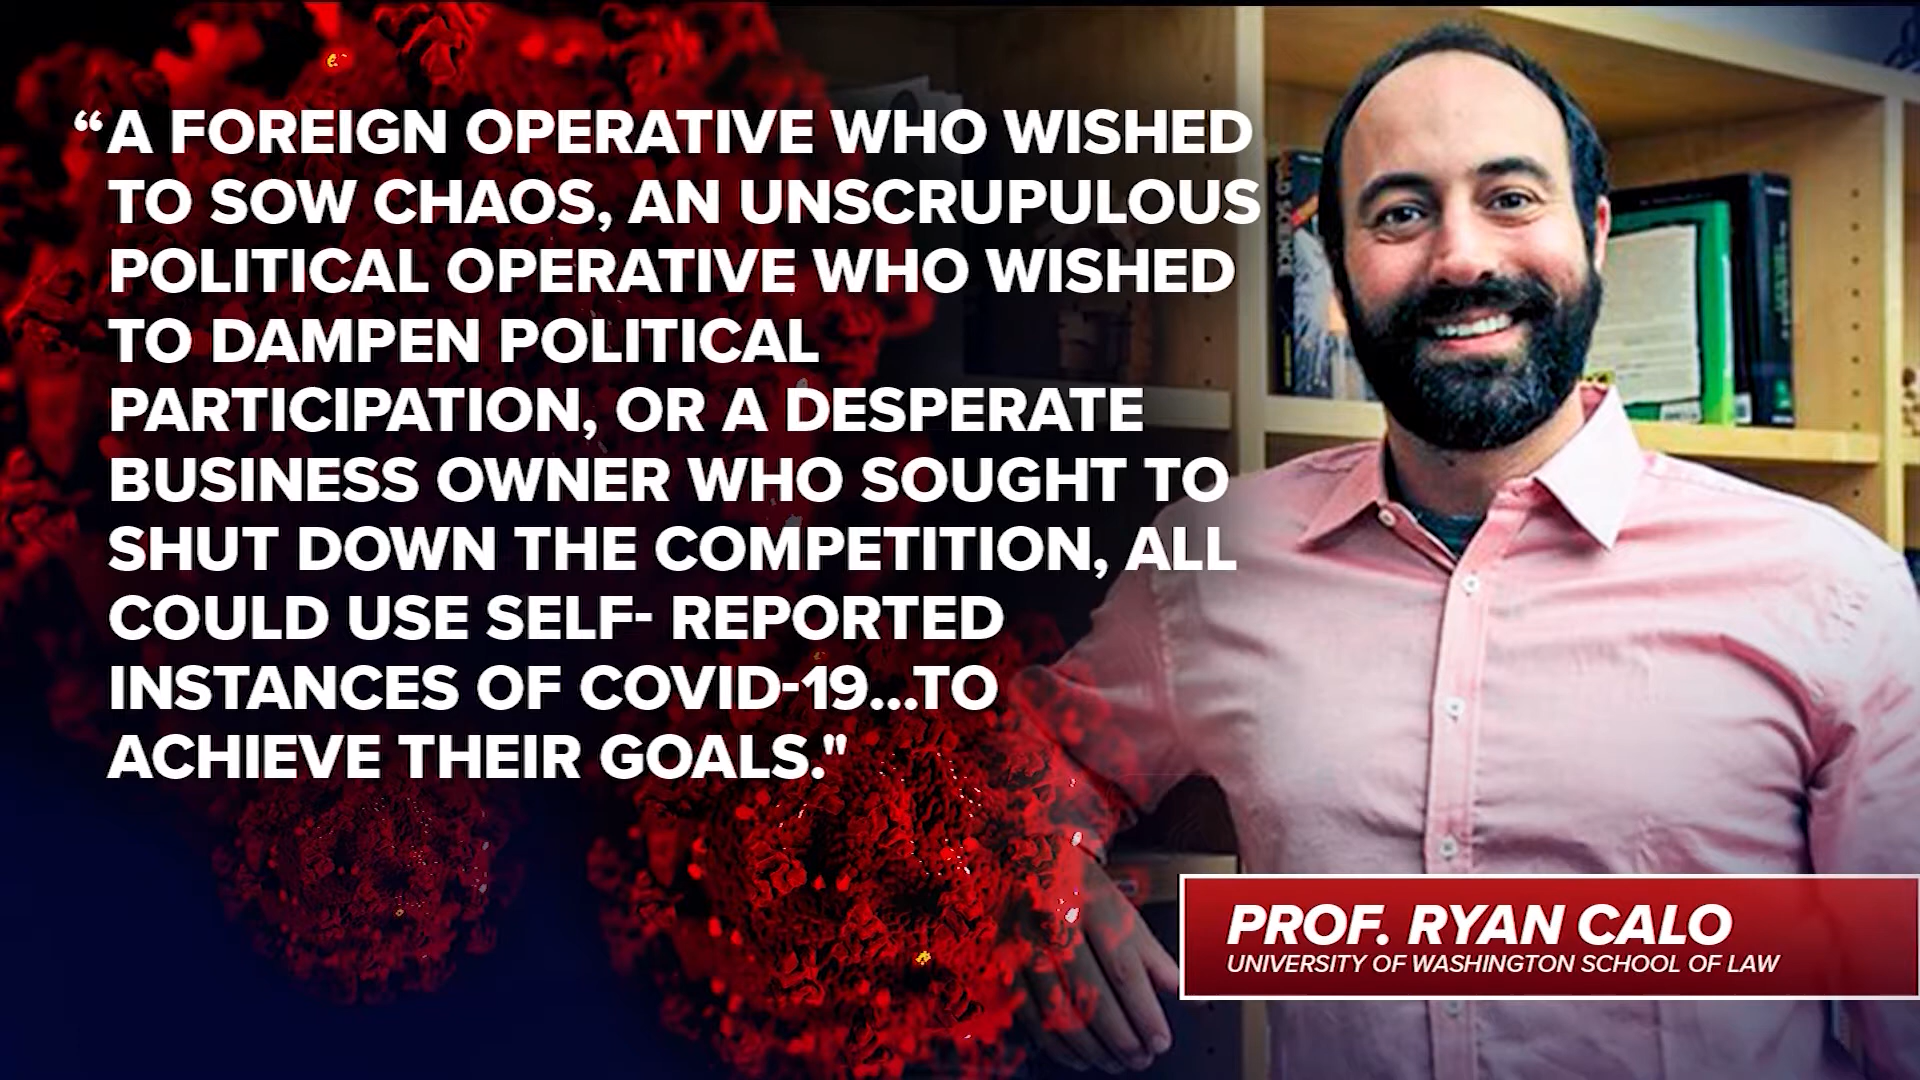 “A FOREIGN OPERATIVE WHO WISHED
TO SOW CHAOS, AN UNSCRUPULOUS
POLITICAL OPERATIVE WHO WISHED
TO DAMPEN POLITICAL
PARTICIPATION, OR A DESPERATE
BUSINESS OWNER WHO SOUGHT TO
SHUT DOWN THE COMPETITION, ALL
COULD USE SELF- REPORTED
INSTANCES OF COVID-19...TO
ACHIEVE THEIR GOALS."
SCIENCE
PROF. RYAN CALO
UNIVERSITY OF WASHINGTON SCHOOL OF LAW